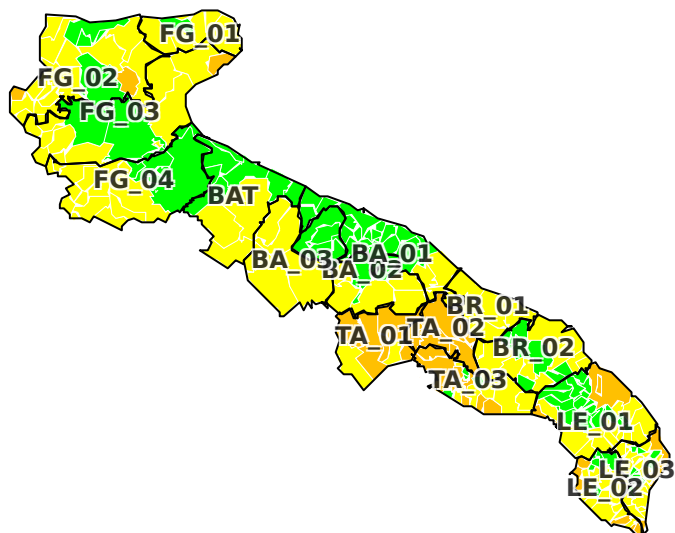 FG_01
FG_02
FG_03
FG_04
BAT
BA_01
BA_03
BA_02
BR_01
TA_02
TA_01
BR_02
TA_03
LE_01
LE_03
LE_02